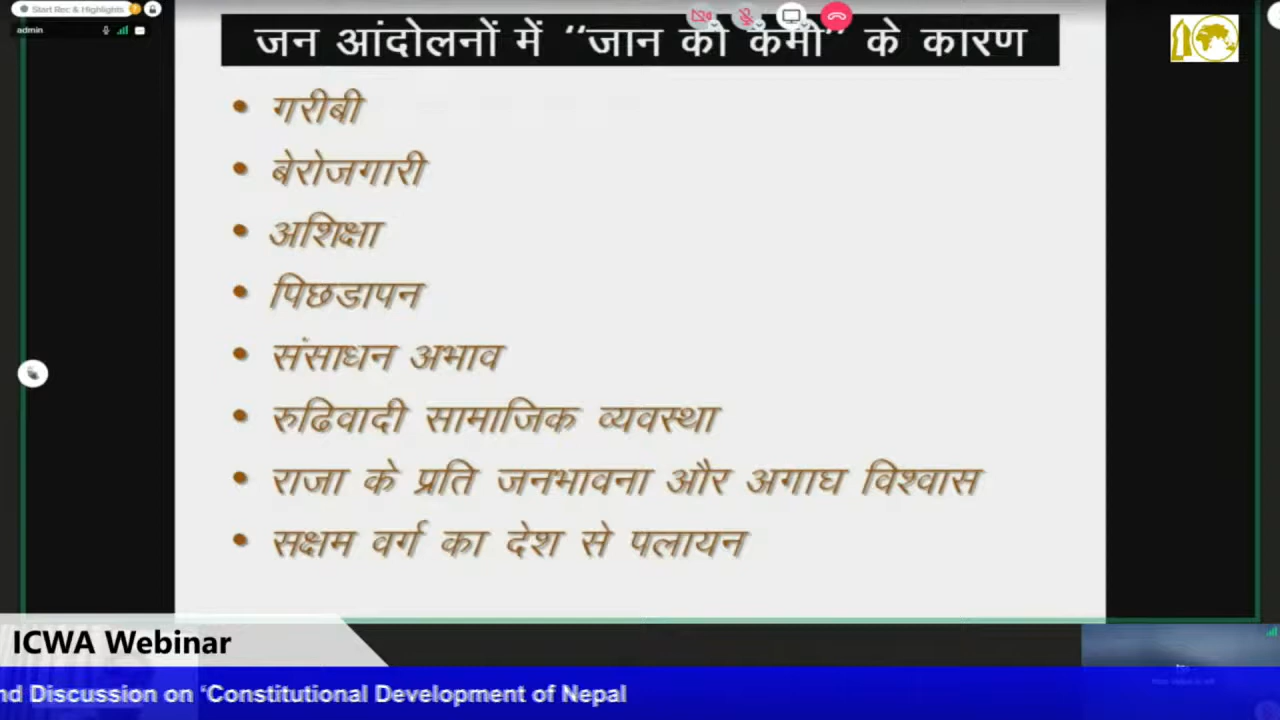 Start Rec & Highlights
admin
जन आंदोलनों में “जान की कमी” के कारण
• गरीबी
• बेरोजगारी
• अशिक्षा
• पिछडापन
• संसाधन अभाव
• रुढिवादी सामाजिक व्यवस्था
• राजा के प्रति जनभावना और अगाघ विश्वास
• सक्षम वर्ग का देश से पलायन
ICWA Webinar
nd Discussion on ‘Constitutional Development of Nepal